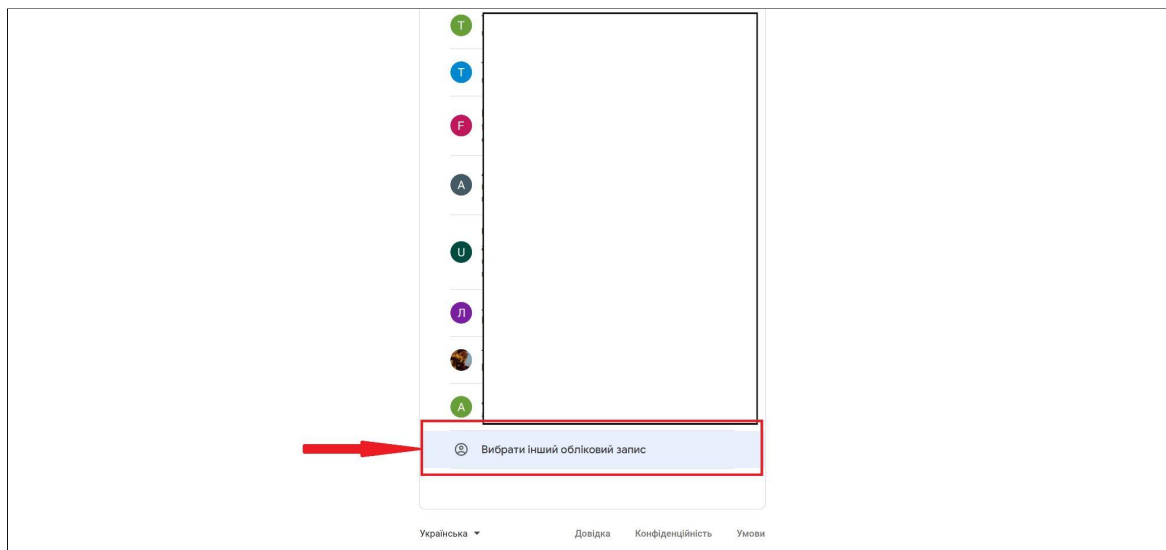 T
T
F
A
U
Л
A
Вибрати інший обліковий запис
Українська
Довідка Конфіденційність Умови